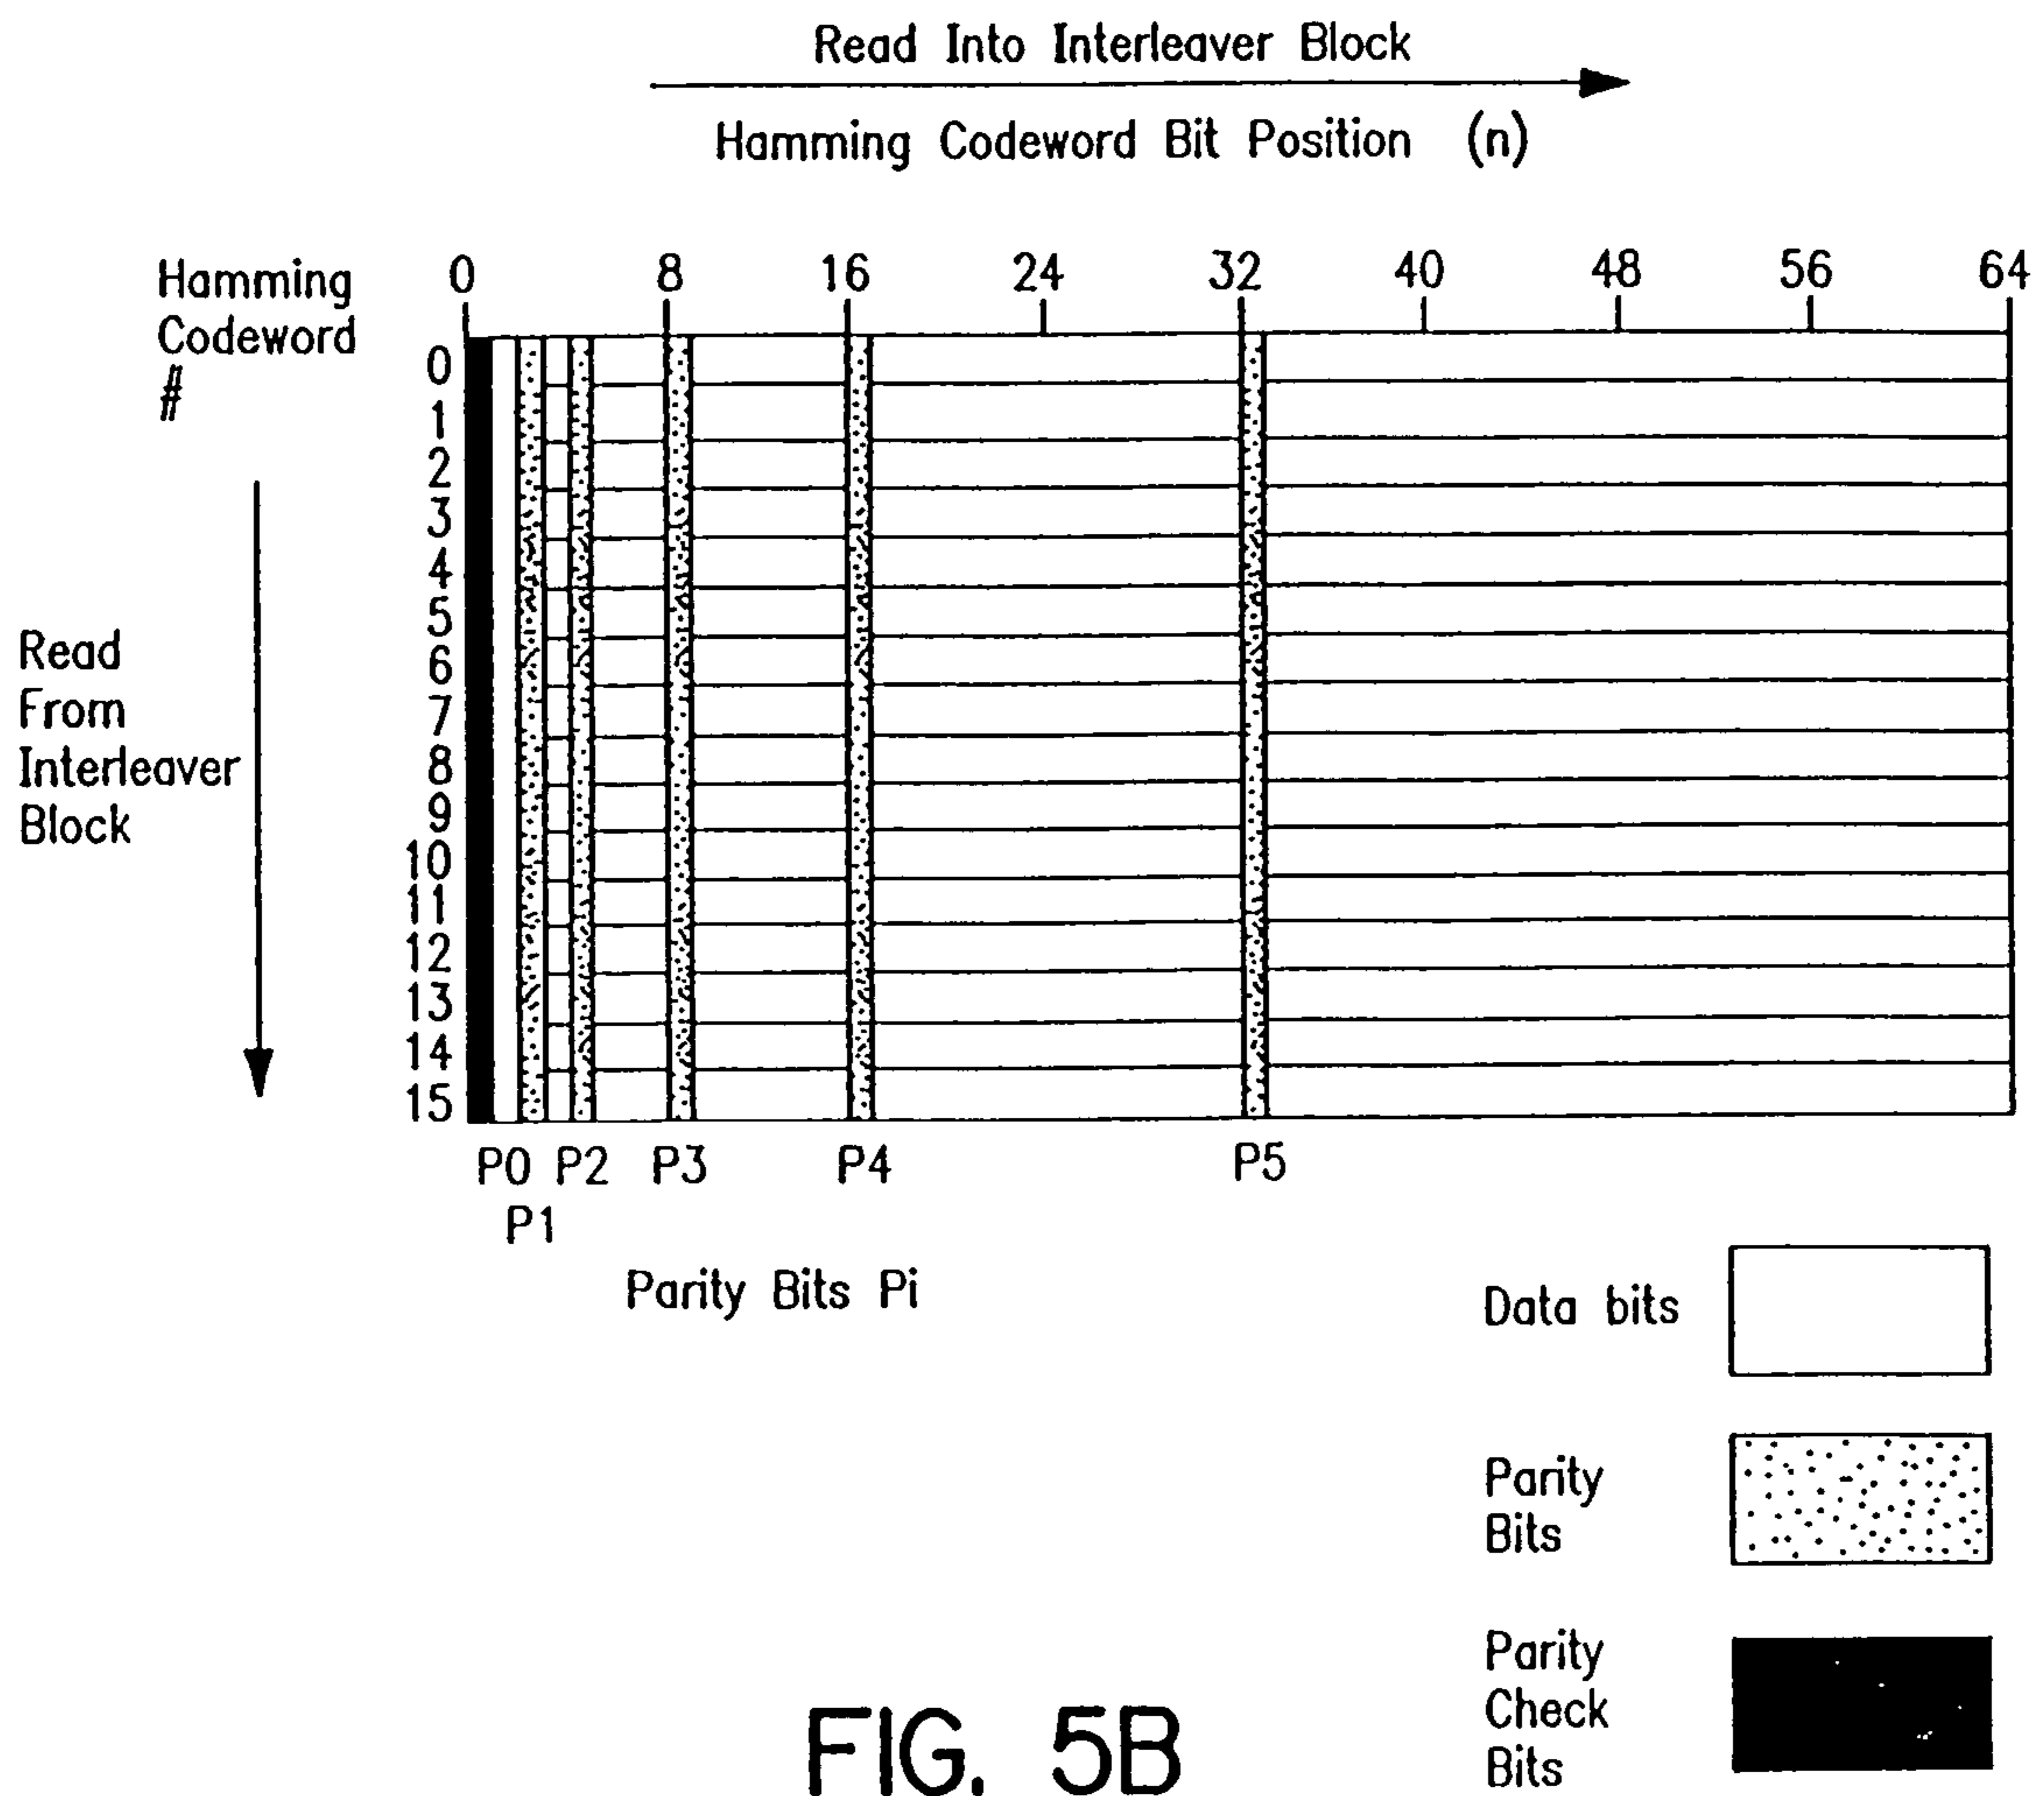 Read Into Interleaver Block
Hamming Codeword Bit Position (n)
Hamming
Codeword
#
0 8 16 24 32 40 48 56 64
0
1
2
3
4
5
6
7
8
9
10
11
12
13
14
15
Read
From
Interleaver
Block
P0 P2 P3 P4 P5
P1
Parity Bits Pi
Data bits
Parity
Bits
Parity
Check
Bits
FIG. 5B